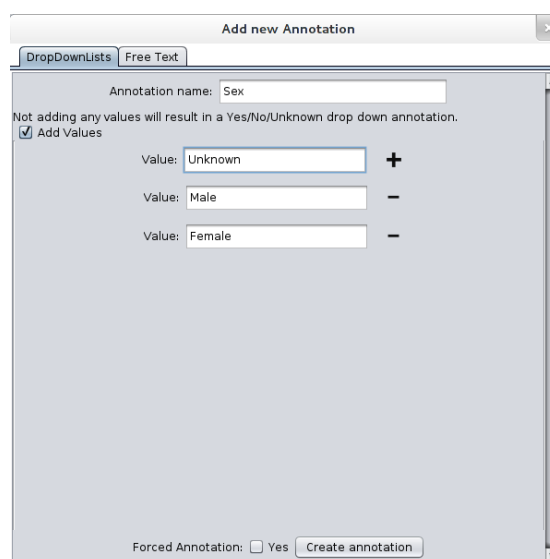 Add new Annotation
DropDownLists Free Text
Annotation name: Sex
Not adding any values will result in a Yes/No/Unknown drop down annotation.
Add Values
Value: Unknown +
Value: Male −
Value: Female −
Forced Annotation: Yes Create annotation